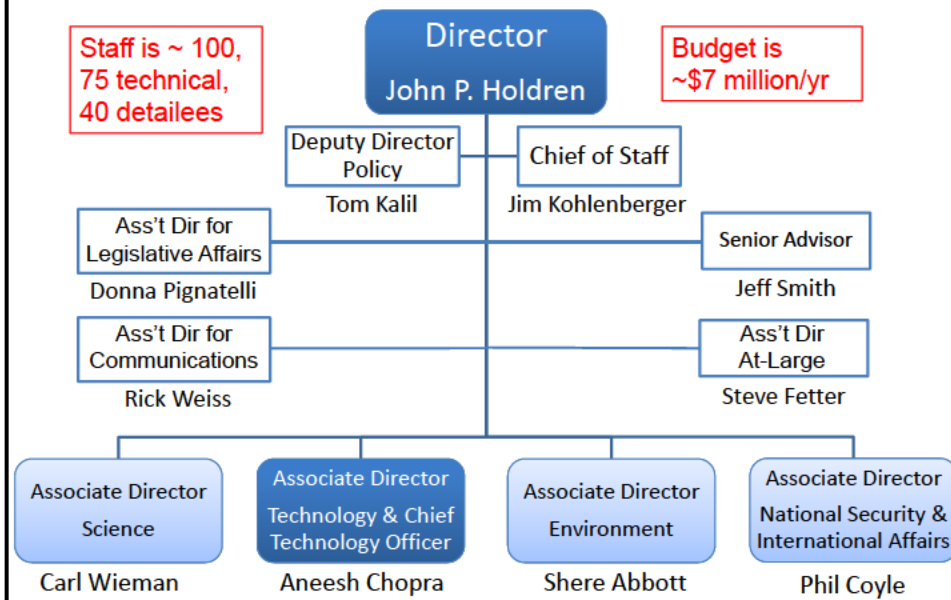 Staff is ~ 100,
75 technical,
40 detailees
Director
John P. Holdren
Budget is
~$7 million/yr
Deputy Director
Policy
Tom Kalil
Chief of Staff
Jim Kohlenberger
Ass't Dir for
Legislative Affairs
Donna Pignatelli
Senior Advisor
Jeff Smith
Ass't Dir for
Communications
Rick Weiss
Ass't Dir
At-Large
Steve Fetter
Associate Director
Science
Carl Wieman
Associate Director
Technology & Chief
Technology Officer
Aneesh Chopra
Associate Director
Environment
Shere Abbott
Associate Director
National Security &
International Affairs
Phil Coyle